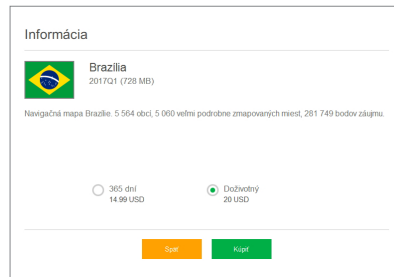 Informácia
Brazília
2017Q1 (728 MB)
Navigačná mapa Brazílie. 5 564 obcí, 5 060 veľmi podrobne zmapovaných miest, 281 749 bodov záujmu.
365 dní
14.99 USD
Doživotný
20 USD
Späť
Kúpiť